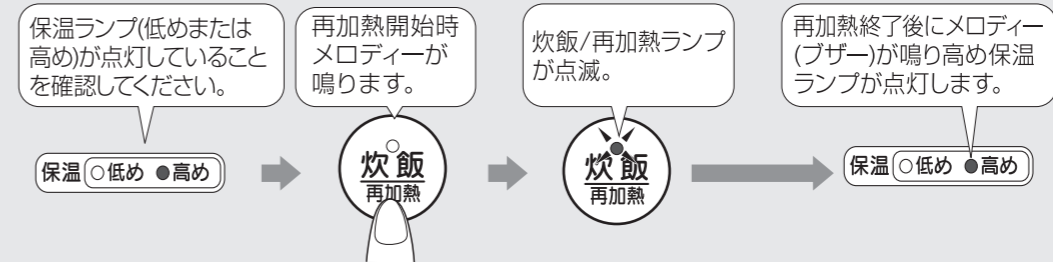 保温ランプ(低めまたは
高め)が点灯していること
を確認してください。
再加熱開始時
メロディーが
鳴ります。
炊飯/再加熱ランプ
が点滅。
再加熱終了後にメロディー
(ブザー)が鳴り高め保温
ランプが点灯します。
保温 ○低め ●高め
炊飯
再加熱
炊飯
再加熱
保温 ○低め ●高め